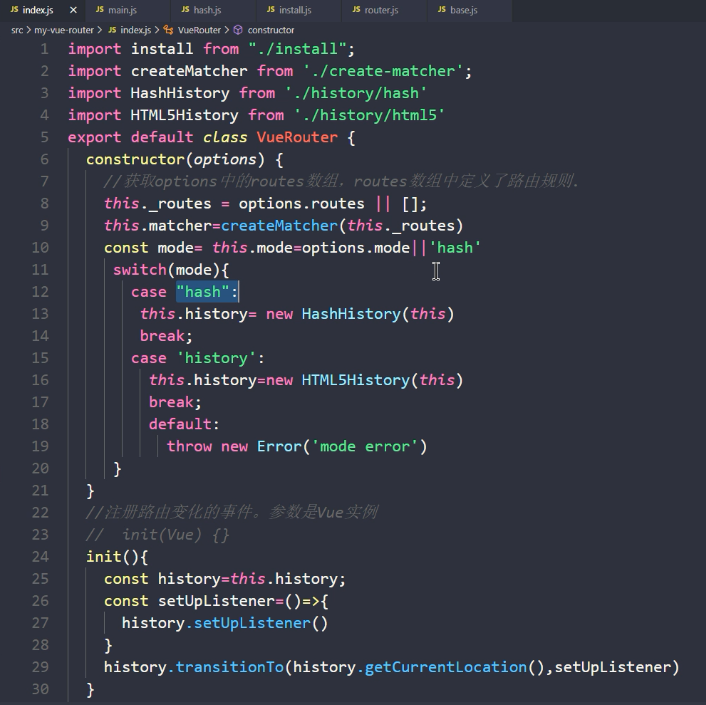 JS index.js × JS main.js JS hash.js JS install.js JS router.js JS base.js
src > my-vue-router > JS index.js > VueRouter > constructor
1 import install from "./install";
2 import createMatcher from './create-matcher';
3 import HashHistory from './history/hash'
4 import HTML5History from './history/html5'
5 export default class VueRouter {
6 constructor(options) {
7 //获取options中的routes数组，routes数组中定义了路由规则.
8 this._routes = options.routes || [];
9 this.matcher=createMatcher(this._routes)
10 const mode= this.mode=options.mode||'hash'
11 switch(mode){
12 case "hash":
13 this.history= new HashHistory(this)
14 break;
15 case 'history':
16 this.history=new HTML5History(this)
17 break;
18 default:
19 throw new Error('mode error')
20 }
21 }
22 //注册路由变化的事件。参数是Vue实例
23 //  init(Vue) {}
24 init(){
25 const history=this.history;
26 const setUpListener=()=>{
27 history.setUpListener()
28 }
29 history.transitionTo(history.getCurrentLocation(),setUpListener)
30 }